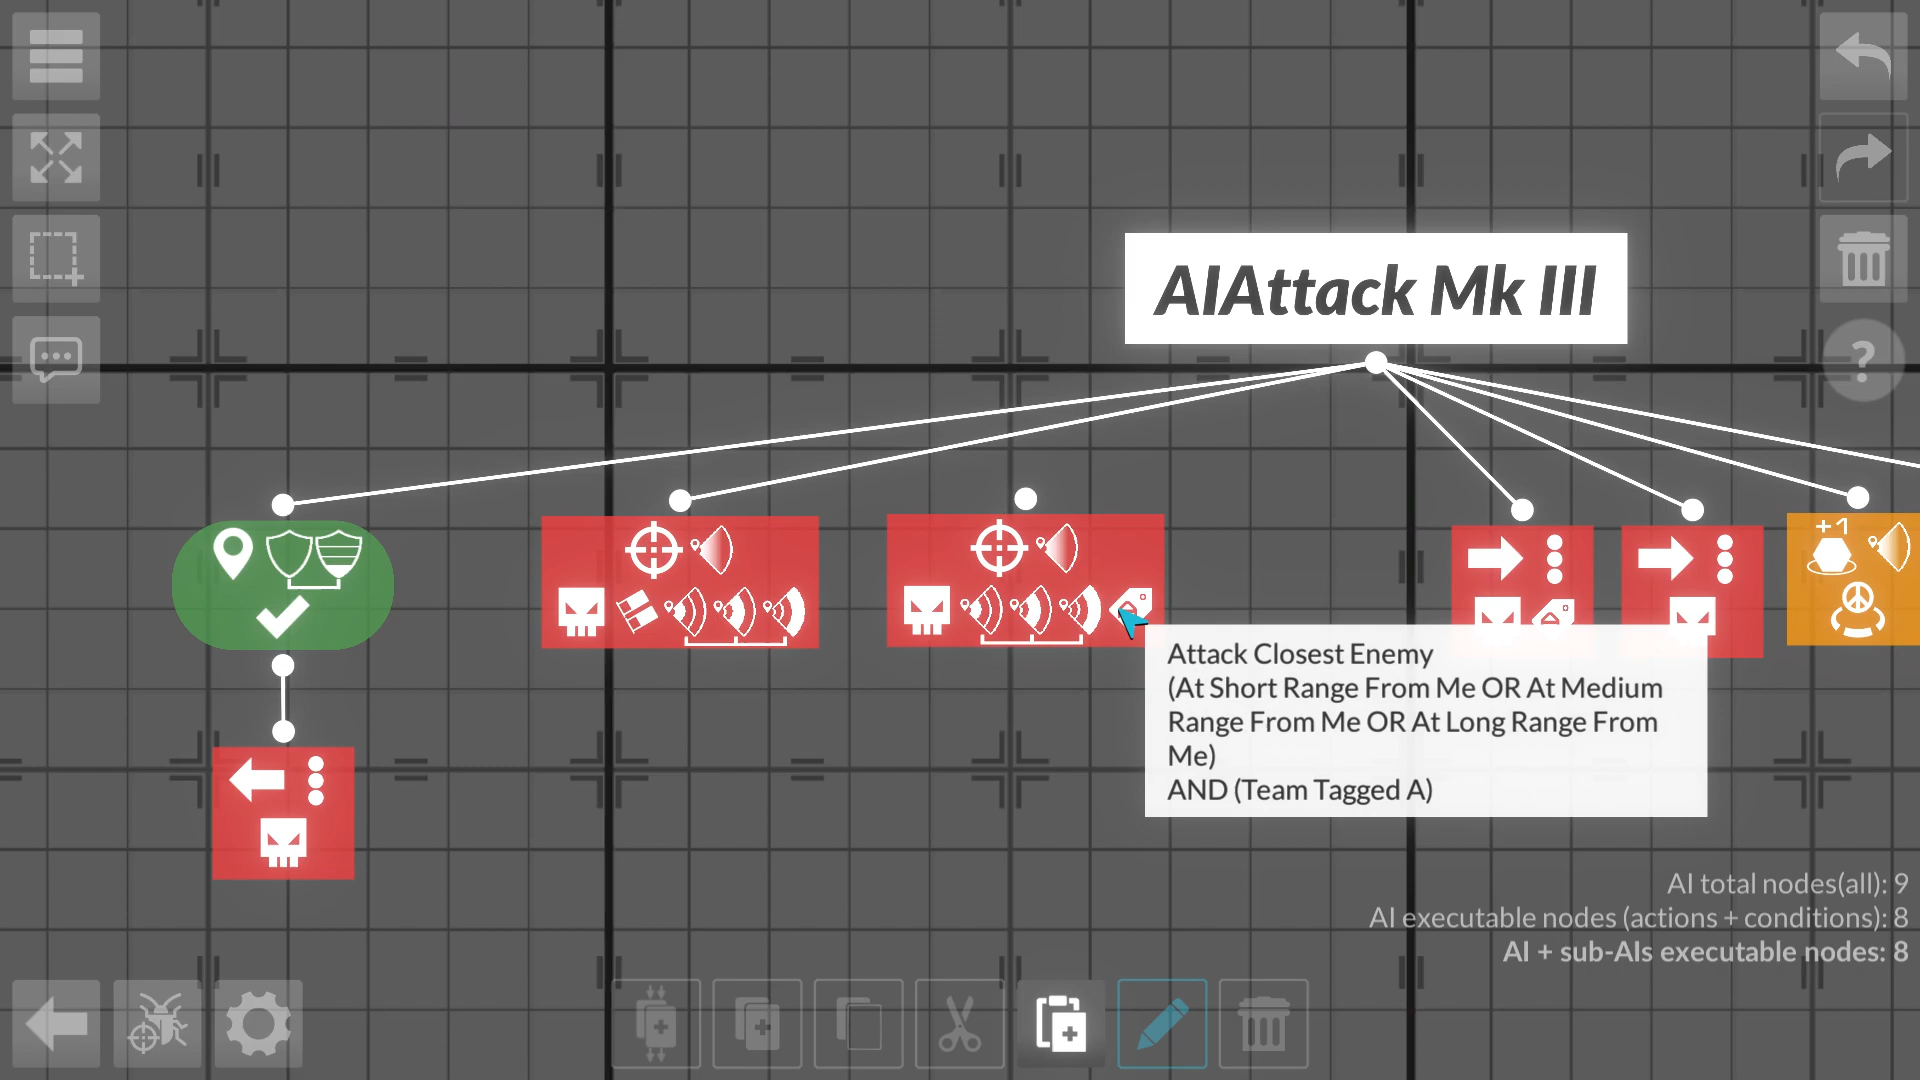 AIAttack Mk III
+1
Attack Closest Enemy
(At Short Range From Me OR At Medium
Range From Me OR At Long Range From
Me)
AND (Team Tagged A)
AI total nodes(all): 9
AI executable nodes (actions + conditions): 8
AI + sub-AIs executable nodes: 8